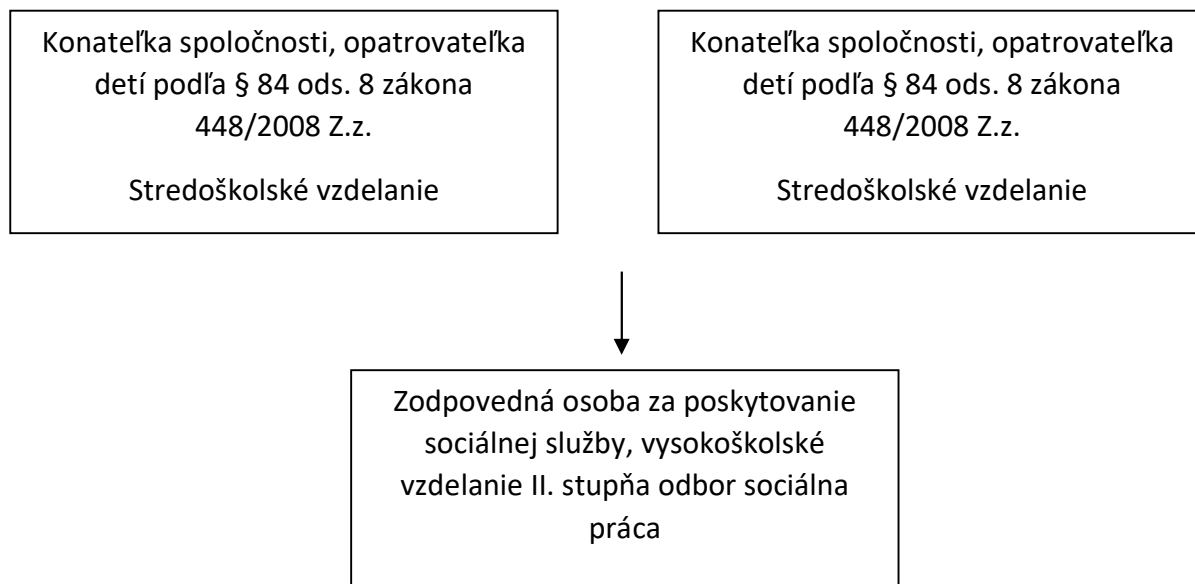 Konateľka spoločnosti, opatrovateľka
detí podľa § 84 ods. 8 zákona
448/2008 Z.z.
Stredoškolské vzdelanie
Konateľka spoločnosti, opatrovateľka
detí podľa § 84 ods. 8 zákona
448/2008 Z.z.
Stredoškolské vzdelanie
Zodpovedná osoba za poskytovanie
sociálnej služby, vysokoškolské
vzdelanie II. stupňa odbor sociálna
práca